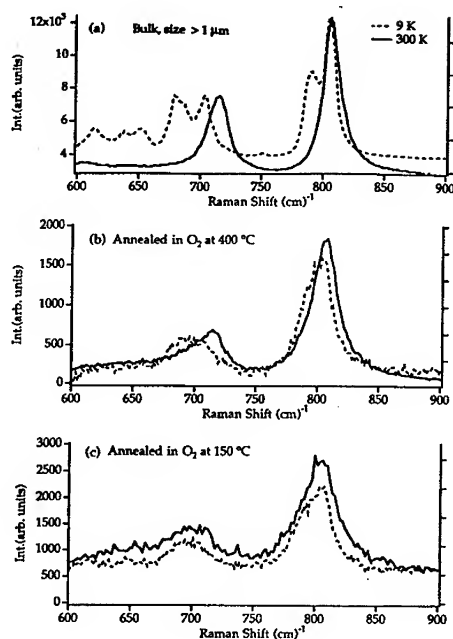 12x10³
(a) Bulk, size > 1 μm
9 K
300 K
10
8
6
4
Int.(arb. units)
600 650 700 750 800 850 900
Raman Shift (cm)⁻¹
2000
(b) Annealed in O₂ at 400 °C
1500
1000
500
0
Int.(arb. units)
600 650 700 750 800 850 900
Raman Shift (cm)⁻¹
3000
(c) Annealed in O₂ at 150 °C
2500
2000
1500
1000
500
0
Int.(arb. units)
600 650 700 750 800 850 900
Raman Shift (cm)⁻¹